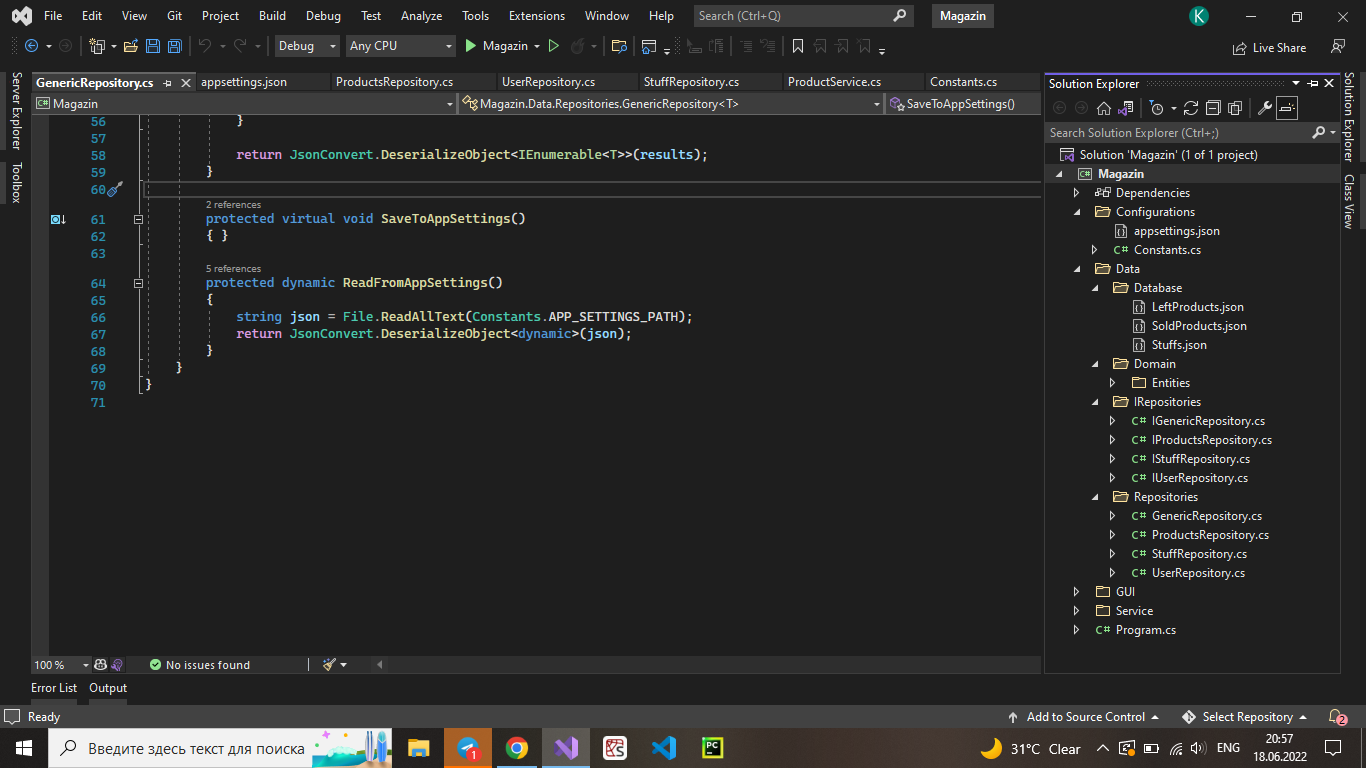 File Edit View Git Project Build Debug Test Analyze Tools Extensions Window Help Search (Ctrl+Q) Magazin K
Debug Any CPU Magazin Live Share
GenericRepository.cs appsettings.json ProductsRepository.cs UserRepository.cs StuffRepository.cs ProductService.cs Constants.cs
Magazin Magazin.Data.Repositories.GenericRepository<T> SaveToAppSettings()
56 }
57
58 return JsonConvert.DeserializeObject<IEnumerable<T>>(results);
59 }
60
2 references
61 protected virtual void SaveToAppSettings()
62 { }
63
5 references
64 protected dynamic ReadFromAppSettings()
65 {
66 string json = File.ReadAllText(Constants.APP_SETTINGS_PATH);
67 return JsonConvert.DeserializeObject<dynamic>(json);
68 }
69 }
70 }
71
100 % No issues found
Server Explorer
Toolbox
Solution Explorer
Search Solution Explorer (Ctrl+;)
Solution 'Magazin' (1 of 1 project)
C# Magazin
Dependencies
Configurations
appsettings.json
C# Constants.cs
Data
Database
LeftProducts.json
SoldProducts.json
Stuffs.json
Domain
Entities
IRepositories
C# IGenericRepository.cs
C# IProductsRepository.cs
C# IStuffRepository.cs
C# IUserRepository.cs
Repositories
C# GenericRepository.cs
C# ProductsRepository.cs
C# StuffRepository.cs
C# UserRepository.cs
GUI
Service
C# Program.cs
Solution Explorer
Class View
Error List Output
Ready Add to Source Control Select Repository 2
Введите здесь текст для поиска 1 PC 31°C Clear ENG 20:57
18.06.2022